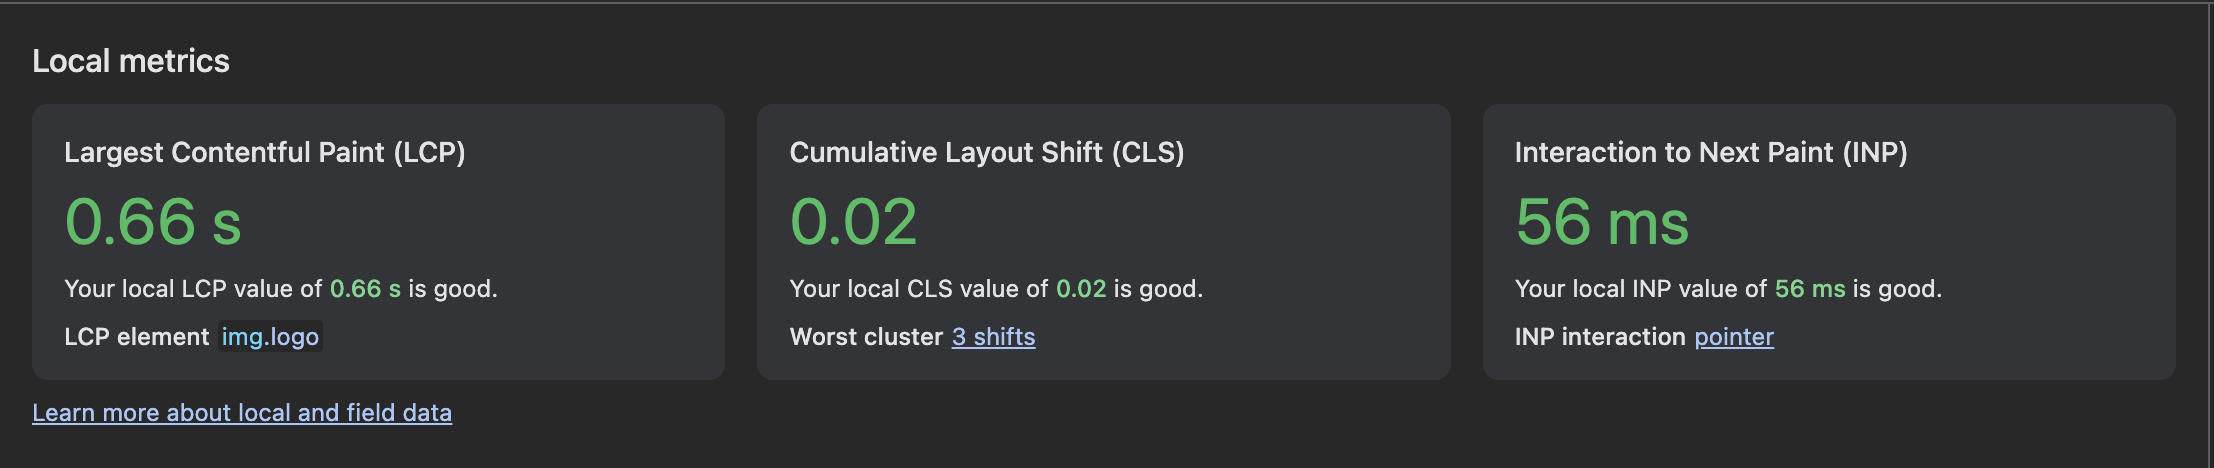 Local metrics
Largest Contentful Paint (LCP)
0.66 s
Your local LCP value of 0.66 s is good.
LCP element img.logo
Cumulative Layout Shift (CLS)
0.02
Your local CLS value of 0.02 is good.
Worst cluster 3 shifts
Interaction to Next Paint (INP)
56 ms
Your local INP value of 56 ms is good.
INP interaction pointer
Learn more about local and field data